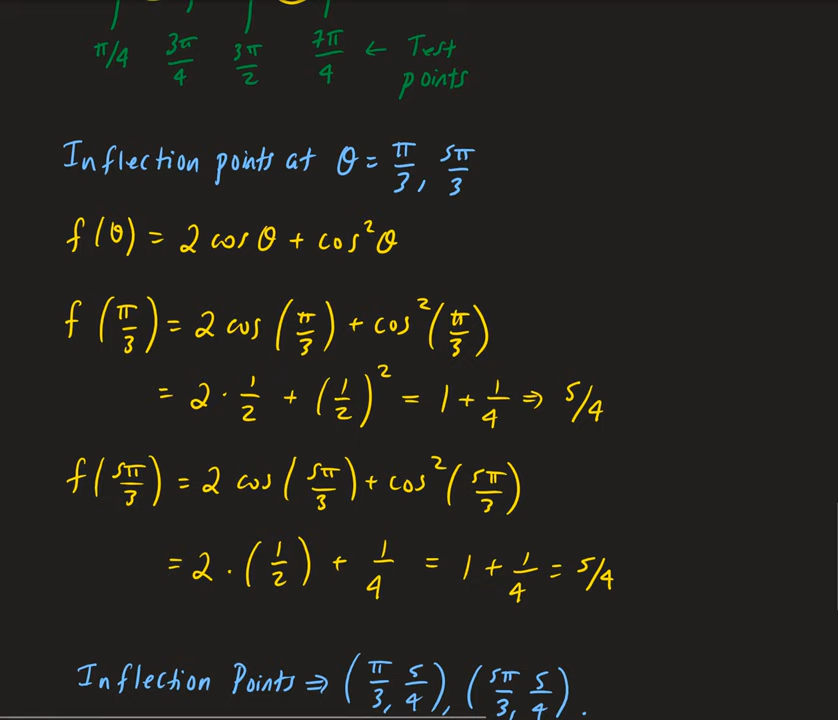 π/4 3π/4 3π/2 7π/4 ← Test points
Inflection points at θ = π/3, 5π/3
f(θ) = 2 cos θ + cos²θ
f(π/3) = 2 cos(π/3) + cos²(π/3)
= 2 · 1/2 + (1/2)² = 1 + 1/4 ⇒ 5/4
f(5π/3) = 2 cos(5π/3) + cos²(5π/3)
= 2 · (1/2) + 1/4 = 1 + 1/4 = 5/4
Inflection Points ⇒ (π/3, 5/4), (5π/3, 5/4).